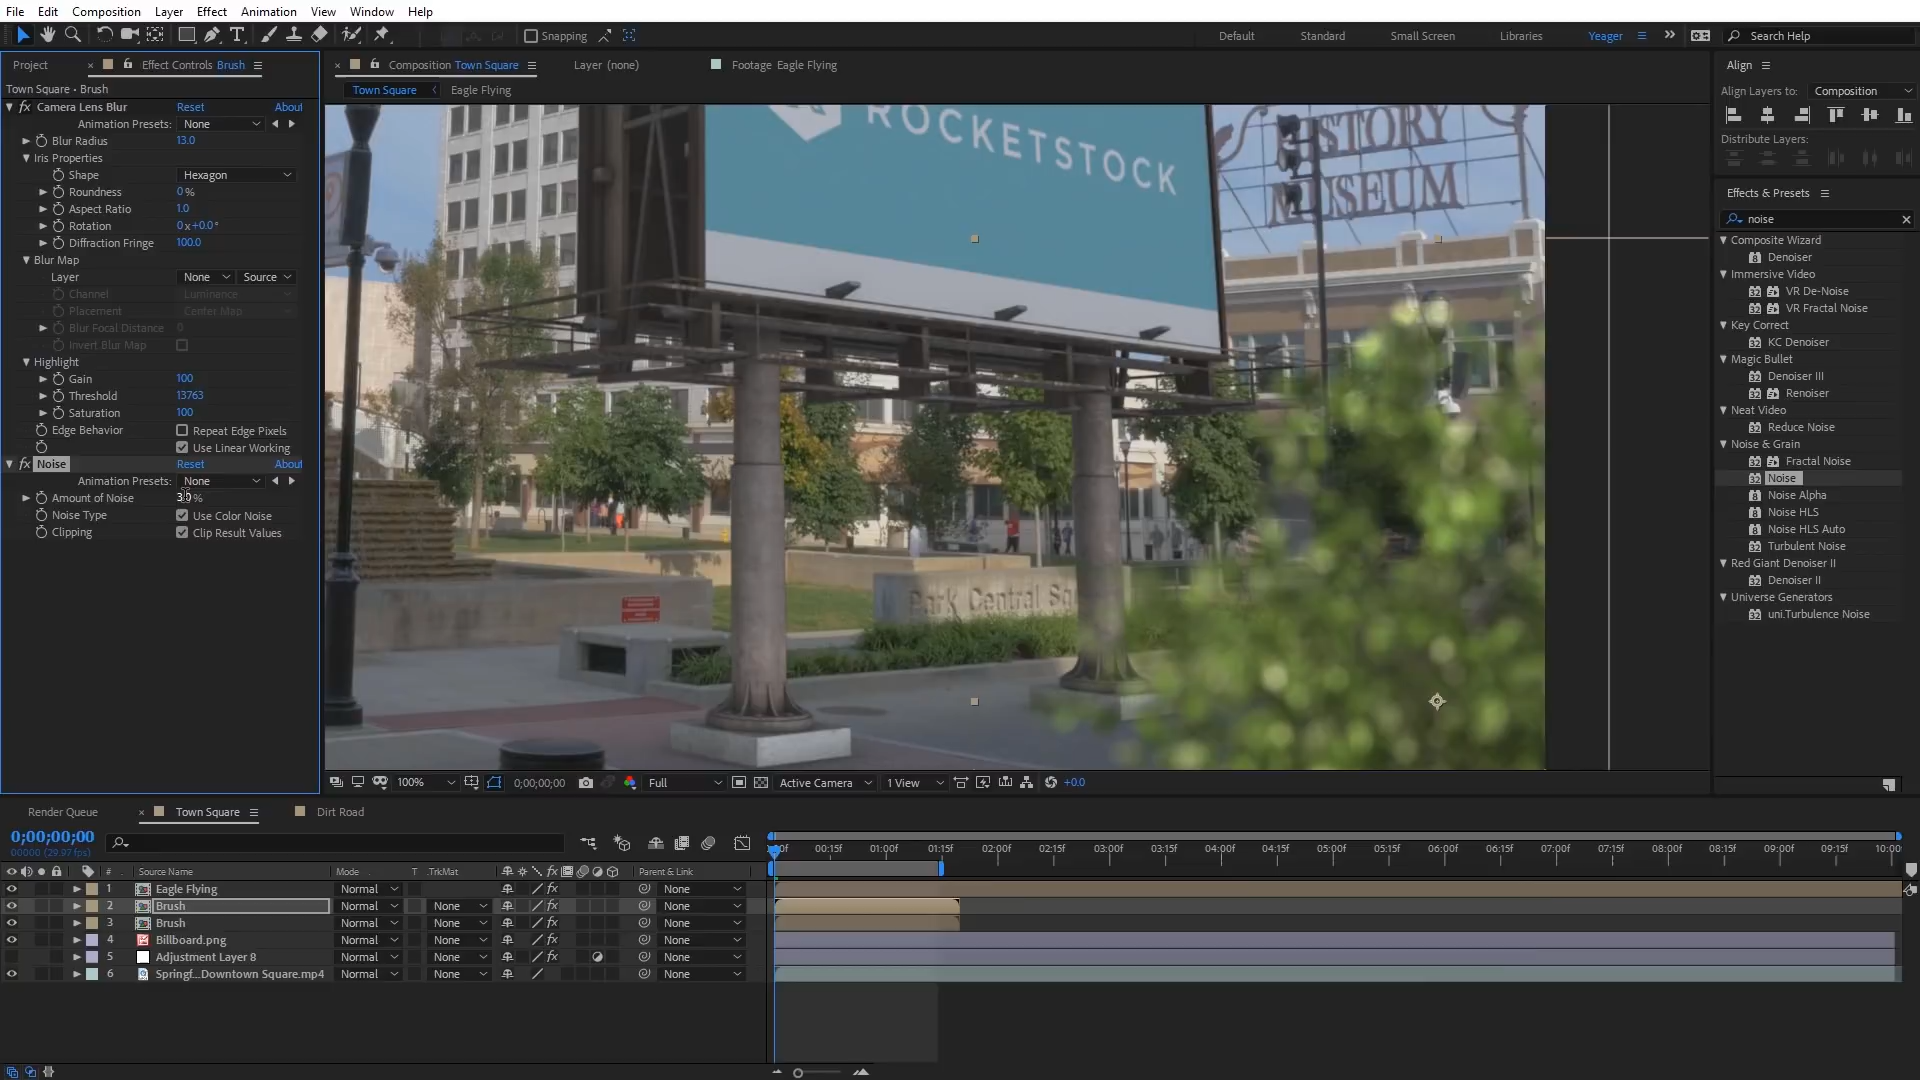 File Edit Composition Layer Effect Animation View Window Help
Snapping Default Standard Small Screen Libraries Yeager Search Help
Project Effect Controls Brush
Town Square • Brush
Camera Lens Blur Reset About
Animation Presets: None
Blur Radius 13.0
Iris Properties
Shape Hexagon
Roundness 0 %
Aspect Ratio 1.0
Rotation 0 x +0.0 °
Diffraction Fringe 100.0
Blur Map
Layer None Source
Channel Luminance
Placement Center Map
Blur Focal Distance 0
Invert Blur Map
Highlight
Gain 100
Threshold 13763
Saturation 100
Edge Behavior Repeat Edge Pixels
Use Linear Working
Noise Reset About
Animation Presets: None
Amount of Noise
Noise Type Use Color Noise
Clipping Clip Result Values
Composition Town Square Layer (none) Footage Eagle Flying
Town Square Eagle Flying
ROCKETSTOCK
MUSEUM
Park Central
100% 0;00;00;00 Full Active Camera 1 View +0.0
Align
Align Layers to: Composition
Distribute Layers:
Effects & Presets
noise
Composite Wizard
Denoiser
Immersive Video
VR De-Noise
VR Fractal Noise
Key Correct
KC Denoiser
Magic Bullet
Denoiser III
Renoiser
Neat Video
Reduce Noise
Noise & Grain
Fractal Noise
Noise
Noise Alpha
Noise HLS
Noise HLS Auto
Turbulent Noise
Red Giant Denoiser II
Denoiser II
Universe Generators
uni.Turbulence Noise
Render Queue Town Square Dirt Road
0;00;00;00
00000 (29.97 fps)
# Source Name Mode T .TrkMat Parent & Link
1 Eagle Flying Normal None
2 Brush Normal None None
3 Brush Normal None None
4 Billboard.png Normal None None
5 Adjustment Layer 8 Normal None None
6 Springf...Downtown Square.mp4 Normal None None
00:15f 01:00f 01:15f 02:00f 02:15f 03:00f 03:15f 04:00f 04:15f 05:00f 05:15f 06:00f 06:15f 07:00f 07:15f 08:00f 08:15f 09:00f 09:15f 10:00